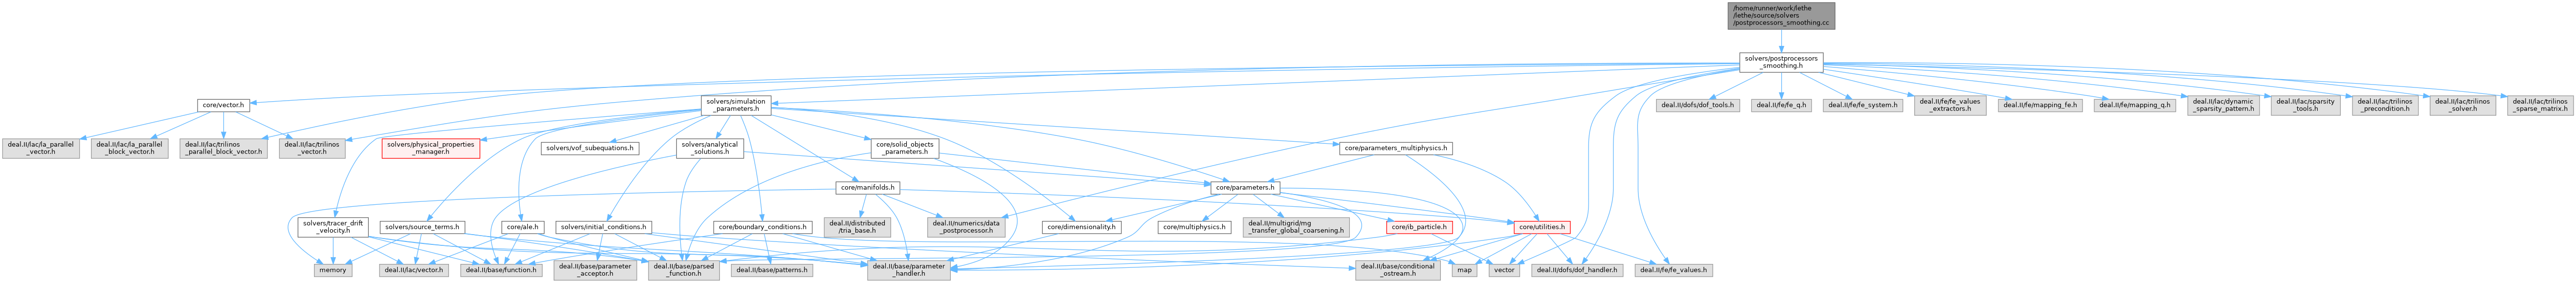 /home/runner/work/lethe
/lethe/source/solvers
/postprocessors_smoothing.cc
solvers/postprocessors
_smoothing.h
core/vector.h
solvers/simulation
_parameters.h
deal.II/dofs/dof_tools.h
deal.II/fe/fe_q.h
deal.II/fe/fe_system.h
deal.II/fe/fe_values
_extractors.h
deal.II/fe/mapping_fe.h
deal.II/fe/mapping_q.h
deal.II/lac/dynamic
_sparsity_pattern.h
deal.II/lac/sparsity
_tools.h
deal.II/lac/trilinos
_precondition.h
deal.II/lac/trilinos
_solver.h
deal.II/lac/trilinos
_sparse_matrix.h
deal.II/lac/la_parallel
_vector.h
deal.II/lac/la_parallel
_block_vector.h
deal.II/lac/trilinos
_parallel_block_vector.h
deal.II/lac/trilinos
_vector.h
solvers/physical_properties
_manager.h
solvers/vof_subequations.h
solvers/analytical
_solutions.h
core/solid_objects
_parameters.h
core/parameters_multiphysics.h
core/manifolds.h
core/parameters.h
solvers/tracer_drift
_velocity.h
solvers/source_terms.h
core/ale.h
solvers/initial_conditions.h
core/boundary_conditions.h
deal.II/distributed
/tria_base.h
deal.II/numerics/data
_postprocessor.h
core/dimensionality.h
core/multiphysics.h
deal.II/multigrid/mg
_transfer_global_coarsening.h
core/ib_particle.h
core/utilities.h
memory
deal.II/lac/vector.h
deal.II/base/function.h
deal.II/base/parameter
_acceptor.h
deal.II/base/parsed
_function.h
deal.II/base/patterns.h
deal.II/base/parameter
_handler.h
deal.II/base/conditional
_ostream.h
map
vector
deal.II/dofs/dof_handler.h
deal.II/fe/fe_values.h